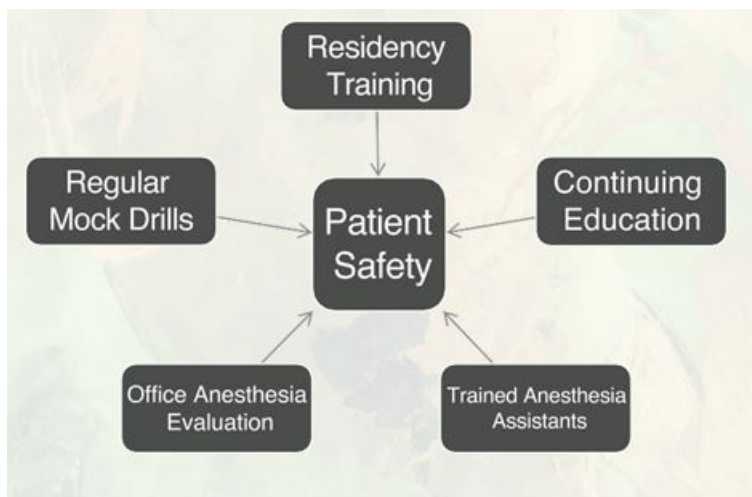 Residency
Training
Regular
Mock Drills
Continuing
Education
Patient
Safety
Office Anesthesia
Evaluation
Trained Anesthesia
Assistants